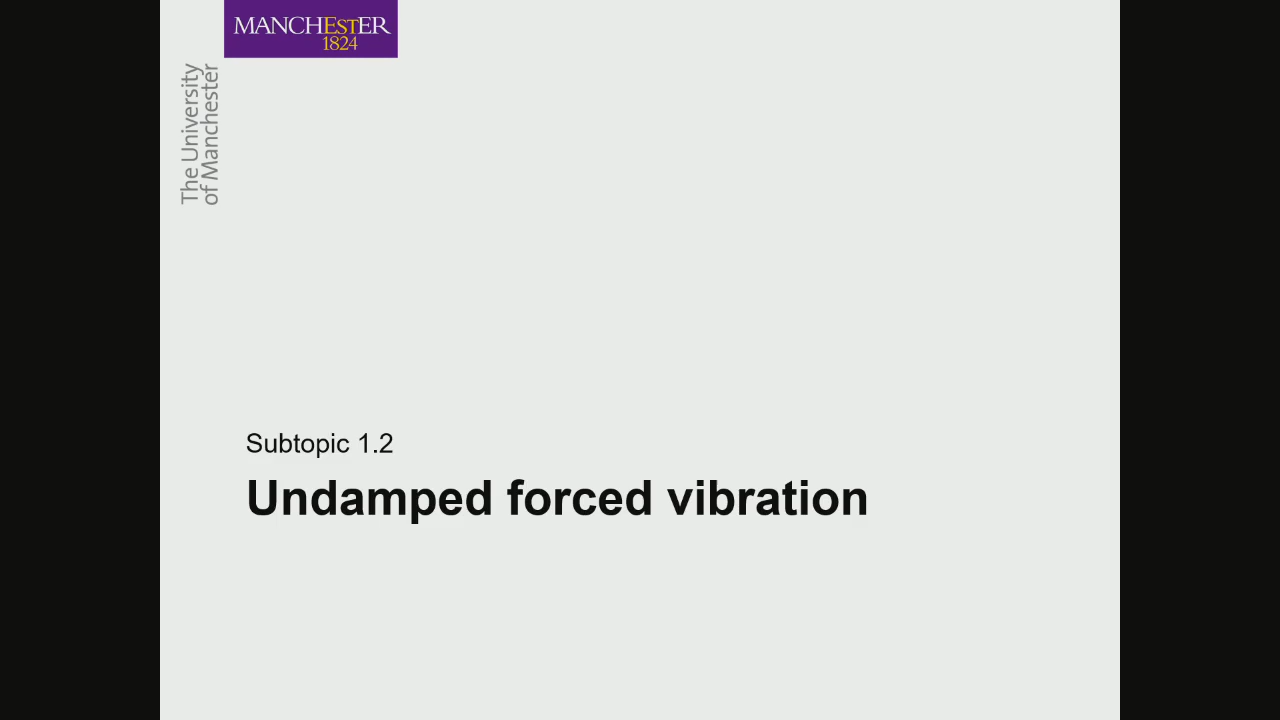 MANCHESTER
1824
The University
of Manchester
Subtopic 1.2
Undamped forced vibration